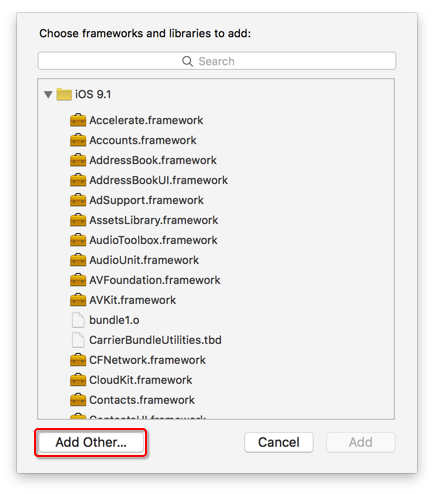 Choose frameworks and libraries to add:
Search
iOS 9.1
Accelerate.framework
Accounts.framework
AddressBook.framework
AddressBookUI.framework
AdSupport.framework
AssetsLibrary.framework
AudioToolbox.framework
AudioUnit.framework
AVFoundation.framework
AVKit.framework
bundle1.o
CarrierBundleUtilities.tbd
CFNetwork.framework
CloudKit.framework
Contacts.framework
ContactsUI.framework
Add Other... Cancel Add